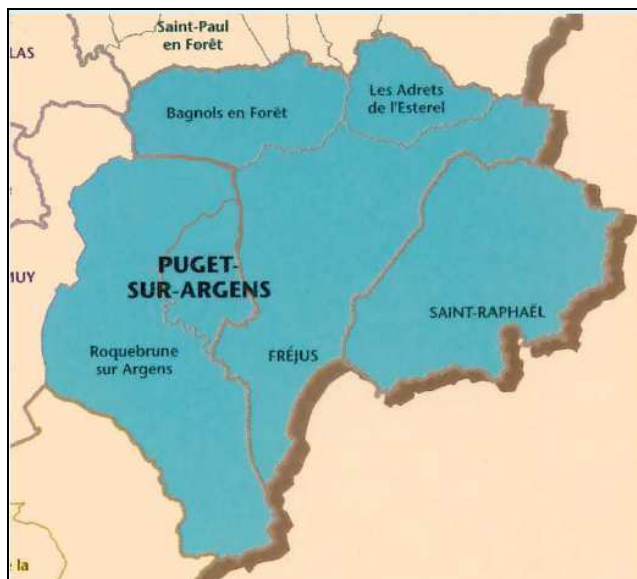 Saint-Paul
en Forêt
LAS
Les Adrets
de l'Esterel
Bagnols en Forêt
PUGET-
SUR-ARGENS
MUY
SAINT-RAPHAËL
Roquebrune
sur Argens
FRÉJUS
e la